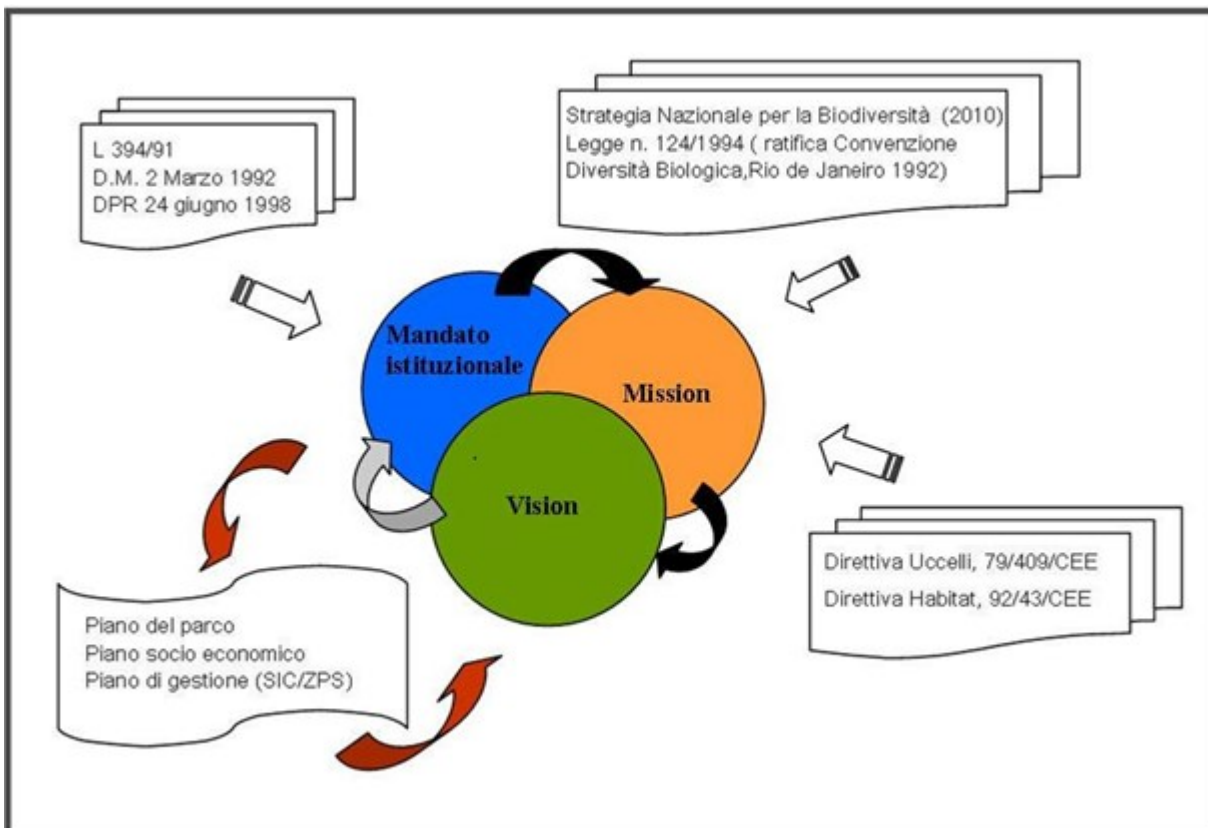 L 394/91
D.M. 2 Marzo 1992
DPR 24 giugno 1998
Strategia Nazionale per la Biodiversità (2010)
Legge n. 124/1994 ( ratifica Convenzione
Diversità Biologica,Rio de Janeiro 1992)
Mandato
istituzionale
Mission
Vision
Direttiva Uccelli, 79/409/CEE
Direttiva Habitat, 92/43/CEE
Piano del parco
Piano socio economico
Piano di gestione (SIC/ZPS)